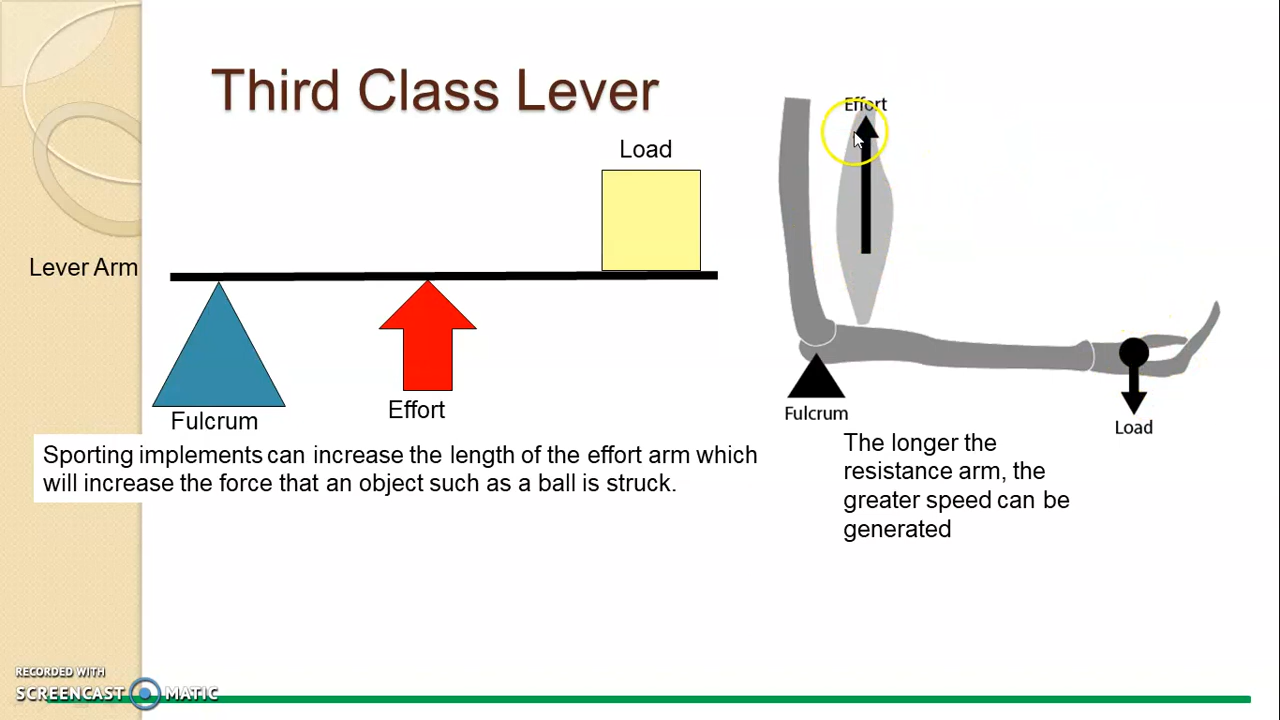 Third Class Lever
Load
Lever Arm
Fulcrum
Effort
Sporting implements can increase the length of the effort arm which
will increase the force that an object such as a ball is struck.
Effort
Fulcrum
Load
The longer the
resistance arm, the
greater speed can be
generated
RECORDED WITH
SCREENCAST MATIC